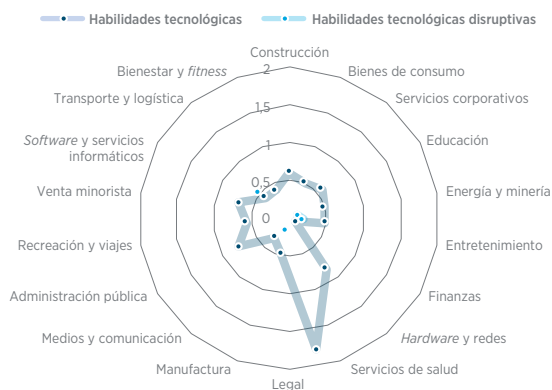 Habilidades tecnológicas
Habilidades tecnológicas disruptivas
Construcción
Bienes de consumo
Servicios corporativos
Educación
Energía y minería
Entretenimiento
Finanzas
Hardware y redes
Servicios de salud
Legal
Manufactura
Medios y comunicación
Administración pública
Recreación y viajes
Venta minorista
Software y servicios
informáticos
Transporte y logística
Bienestar y fitness
2
1,5
1
0,5
0